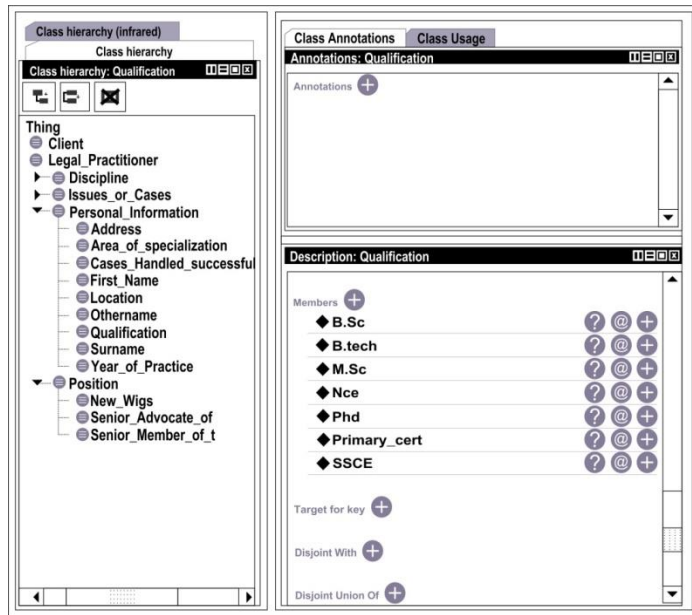 Class hierarchy (infrared)
Class hierarchy
Class hierarchy: Qualification
Thing
Client
Legal_Practitioner
Discipline
Issues_or_Cases
Personal_Information
Address
Area_of_specialization
Cases_Handled_successful
First_Name
Location
Othername
Qualification
Surname
Year_of_Practice
Position
New_Wigs
Senior_Advocate_of
Senior_Member_of_t
Class Annotations
Class Usage
Annotations: Qualification
Annotations
Description: Qualification
Members
B.Sc ? @
B.tech ? @
M.Sc ? @
Nce ? @
Phd ? @
Primary_cert ? @
SSCE ? @
Target for key
Disjoint With
Disjoint Union Of